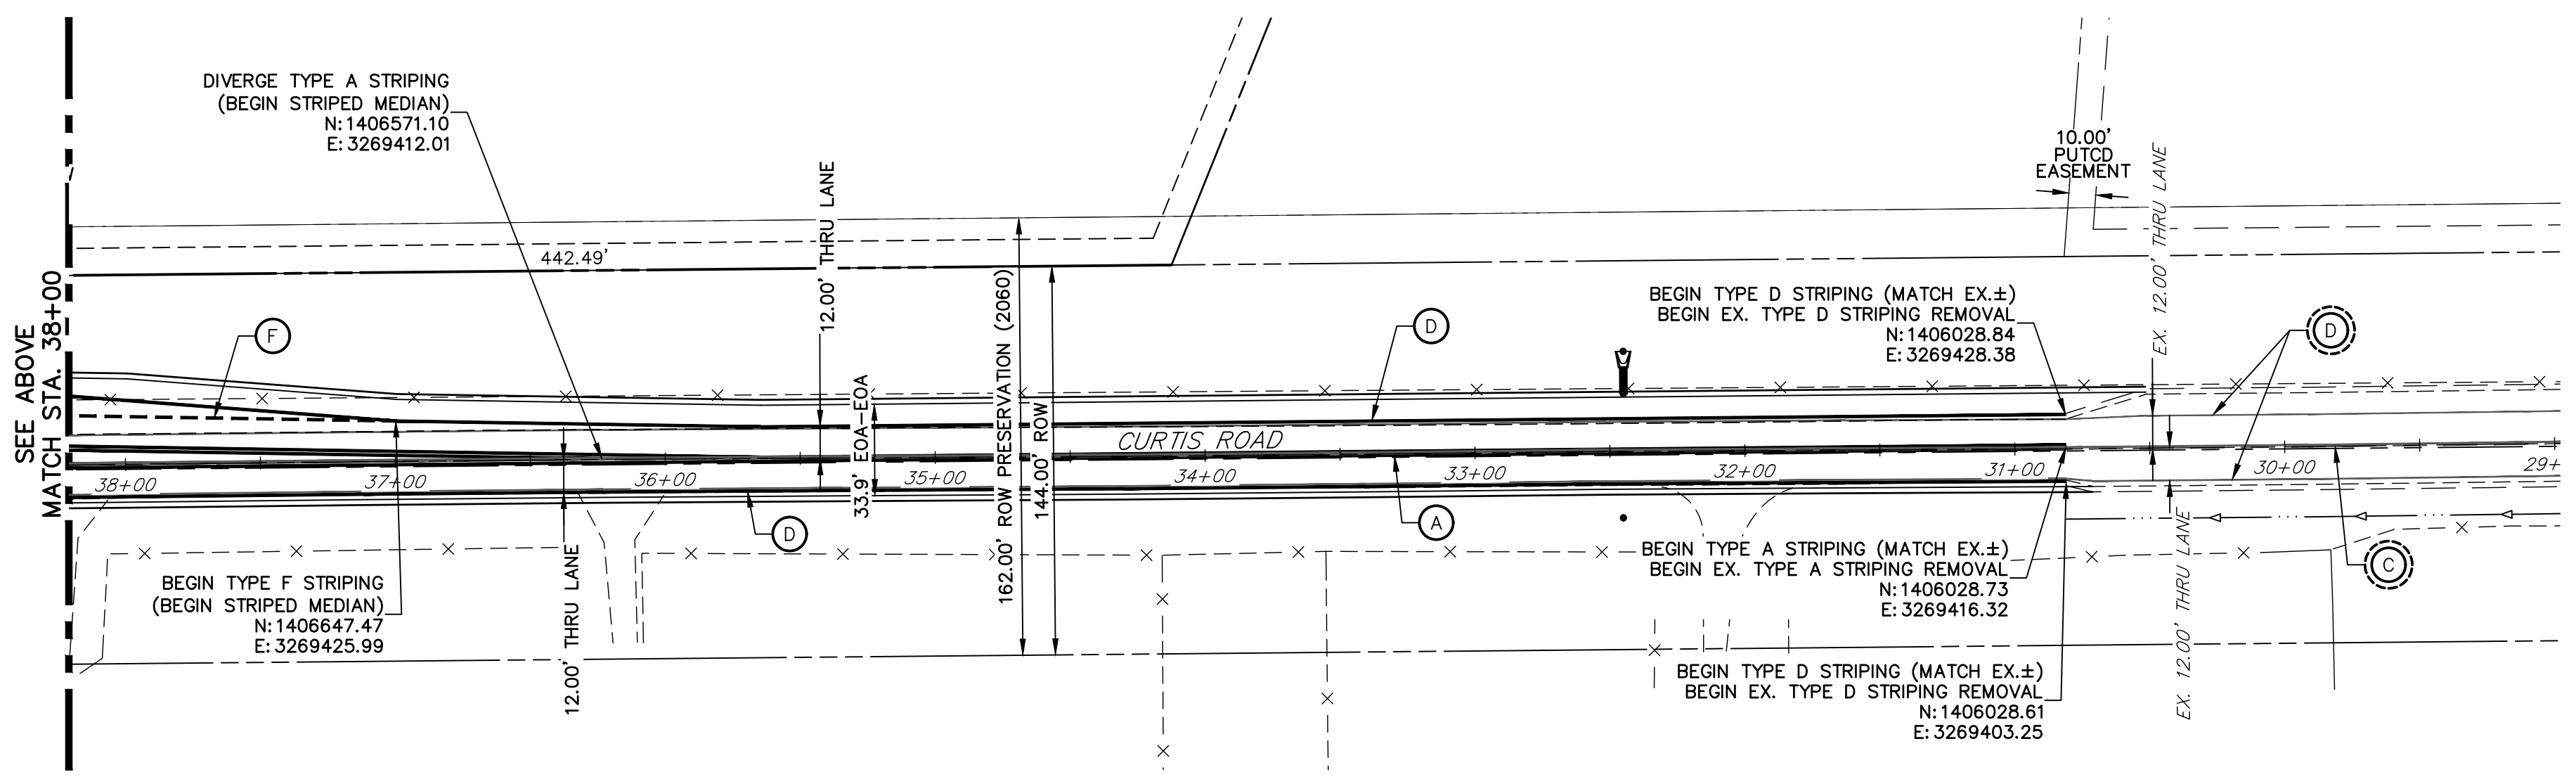 SEE ABOVE
MATCH STA. 38+00
DIVERGE TYPE A STRIPING
(BEGIN STRIPED MEDIAN)
N:1406571.10
E:3269412.01
442.49'
12.00' THRU LANE
10.00'
PUTCD
EASEMENT
EX. 12.00' THRU LANE
F
33.9' EOA-EOA
162.00' ROW PRESERVATION (2060)
144.00' ROW
D
BEGIN TYPE D STRIPING (MATCH EX.±)
BEGIN EX. TYPE D STRIPING REMOVAL
N:1406028.84
E:3269428.38
D
CURTIS ROAD
38+00
37+00
36+00
35+00
34+00
33+00
32+00
31+00
30+00
29+
D
A
BEGIN TYPE F STRIPING
(BEGIN STRIPED MEDIAN)
N:1406647.47
E:3269425.99
12.00' THRU LANE
BEGIN TYPE A STRIPING (MATCH EX.±)
BEGIN EX. TYPE A STRIPING REMOVAL
N:1406028.73
E:3269416.32
C
EX. 12.00' THRU LANE
BEGIN TYPE D STRIPING (MATCH EX.±)
BEGIN EX. TYPE D STRIPING REMOVAL
N:1406028.61
E:3269403.25